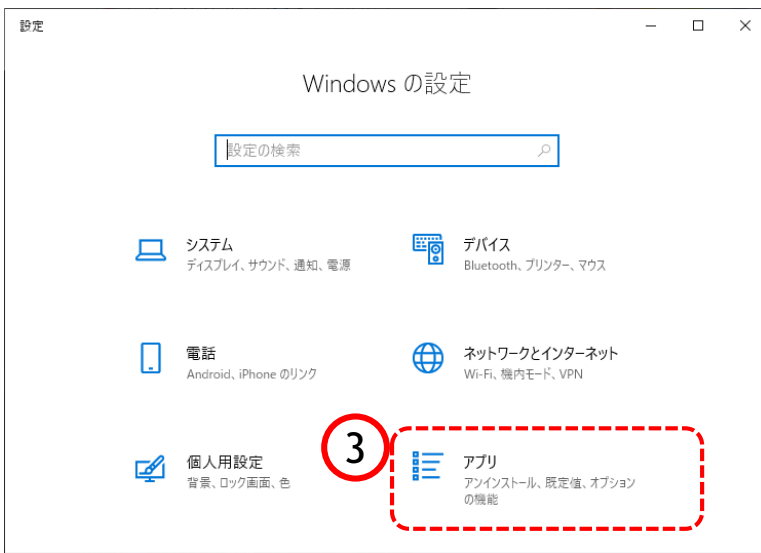 設定
Windows の設定
設定の検索
システム
ディスプレイ、サウンド、通知、電源
デバイス
Bluetooth、プリンター、マウス
電話
Android、iPhone のリンク
ネットワークとインターネット
Wi-Fi、機内モード、VPN
個人用設定
背景、ロック画面、色
3
アプリ
アンインストール、既定値、オプション
の機能